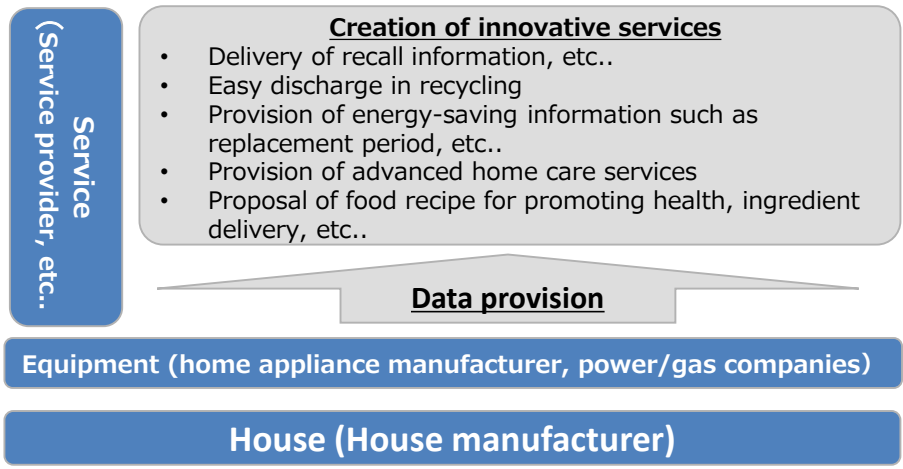 Service
(Service provider, etc..
Creation of innovative services
• Delivery of recall information, etc..
• Easy discharge in recycling
• Provision of energy-saving information such as
replacement period, etc..
• Provision of advanced home care services
• Proposal of food recipe for promoting health, ingredient
delivery, etc..
Data provision
Equipment (home appliance manufacturer, power/gas companies）
House (House manufacturer)